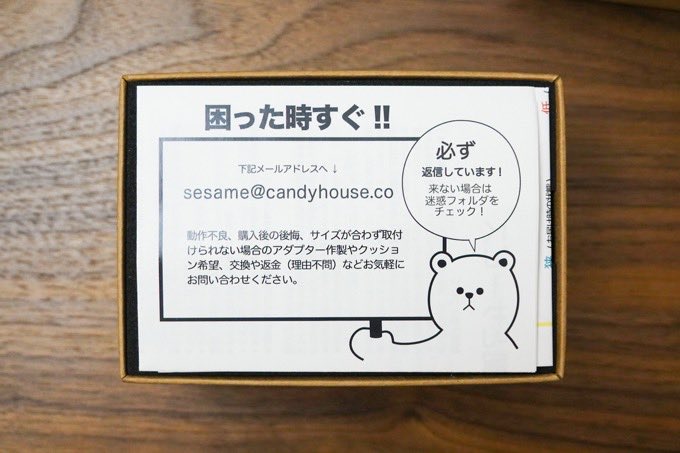 困った時すぐ!!
下記メールアドレスへ ↓
sesame@candyhouse.co
動作不良、購入後の後悔、サイズが合わず取付
けられない場合のアダプター作製やクッショ
ン希望、交換や返金（理由不問）などお気軽に
お問い合わせください。
必ず
返信しています！
来ない場合は
迷惑フォルダを
チェック！